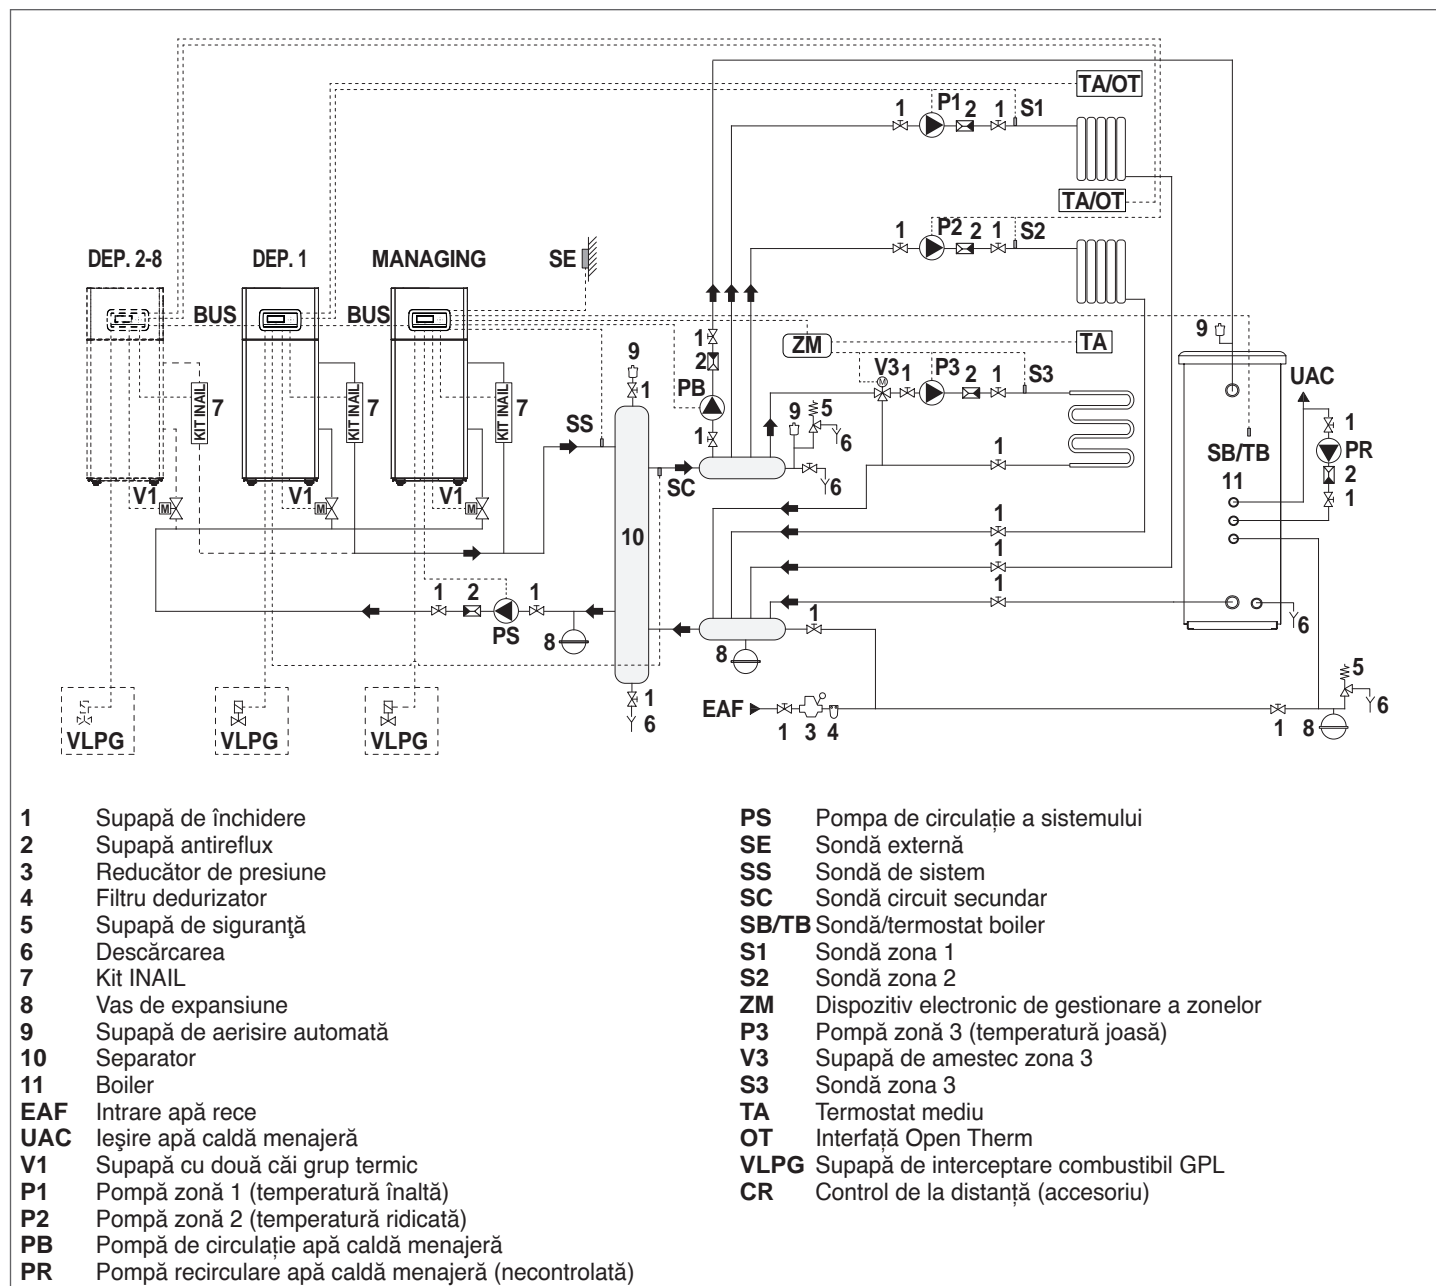 TA/OT
1 P1 2 1 S1
TA/OT
1 P2 2 1 S2
DEP. 2-8 DEP. 1 MANAGING SE
BUS BUS
9 1 2 PB 1
ZM TA
V3 1 P3 2 1 S3
9 5 6 6
9 UAC
1 PR 2 1
SB/TB
11
KIT INAIL 7 KIT INAIL 7 KIT INAIL 7
SS SC
V1 M V1 M V1 M
M
10
1
1
1
1
1 2 PS 1 8
8 1
6
5
6
VLPG VLPG VLPG
1
6
EAF 1 3 4 1 8
1 Supapă de închidere
2 Supapă antireflux
3 Reducător de presiune
4 Filtru dedurizator
5 Supapă de siguranţă
6 Descărcarea
7 Kit INAIL
8 Vas de expansiune
9 Supapă de aerisire automată
10 Separator
11 Boiler
EAF Intrare apă rece
UAC Ieşire apă caldă menajeră
V1 Supapă cu două căi grup termic
P1 Pompă zonă 1 (temperatură înaltă)
P2 Pompă zonă 2 (temperatură ridicată)
PB Pompă de circulație apă caldă menajeră
PR Pompă recirculare apă caldă menajeră (necontrolată)
PS Pompa de circulație a sistemului
SE Sondă externă
SS Sondă de sistem
SC Sondă circuit secundar
SB/TB Sondă/termostat boiler
S1 Sondă zona 1
S2 Sondă zona 2
ZM Dispozitiv electronic de gestionare a zonelor
P3 Pompă zonă 3 (temperatură joasă)
V3 Supapă de amestec zona 3
S3 Sondă zona 3
TA Termostat mediu
OT Interfață Open Therm
VLPG Supapă de interceptare combustibil GPL
CR Control de la distanță (accesoriu)